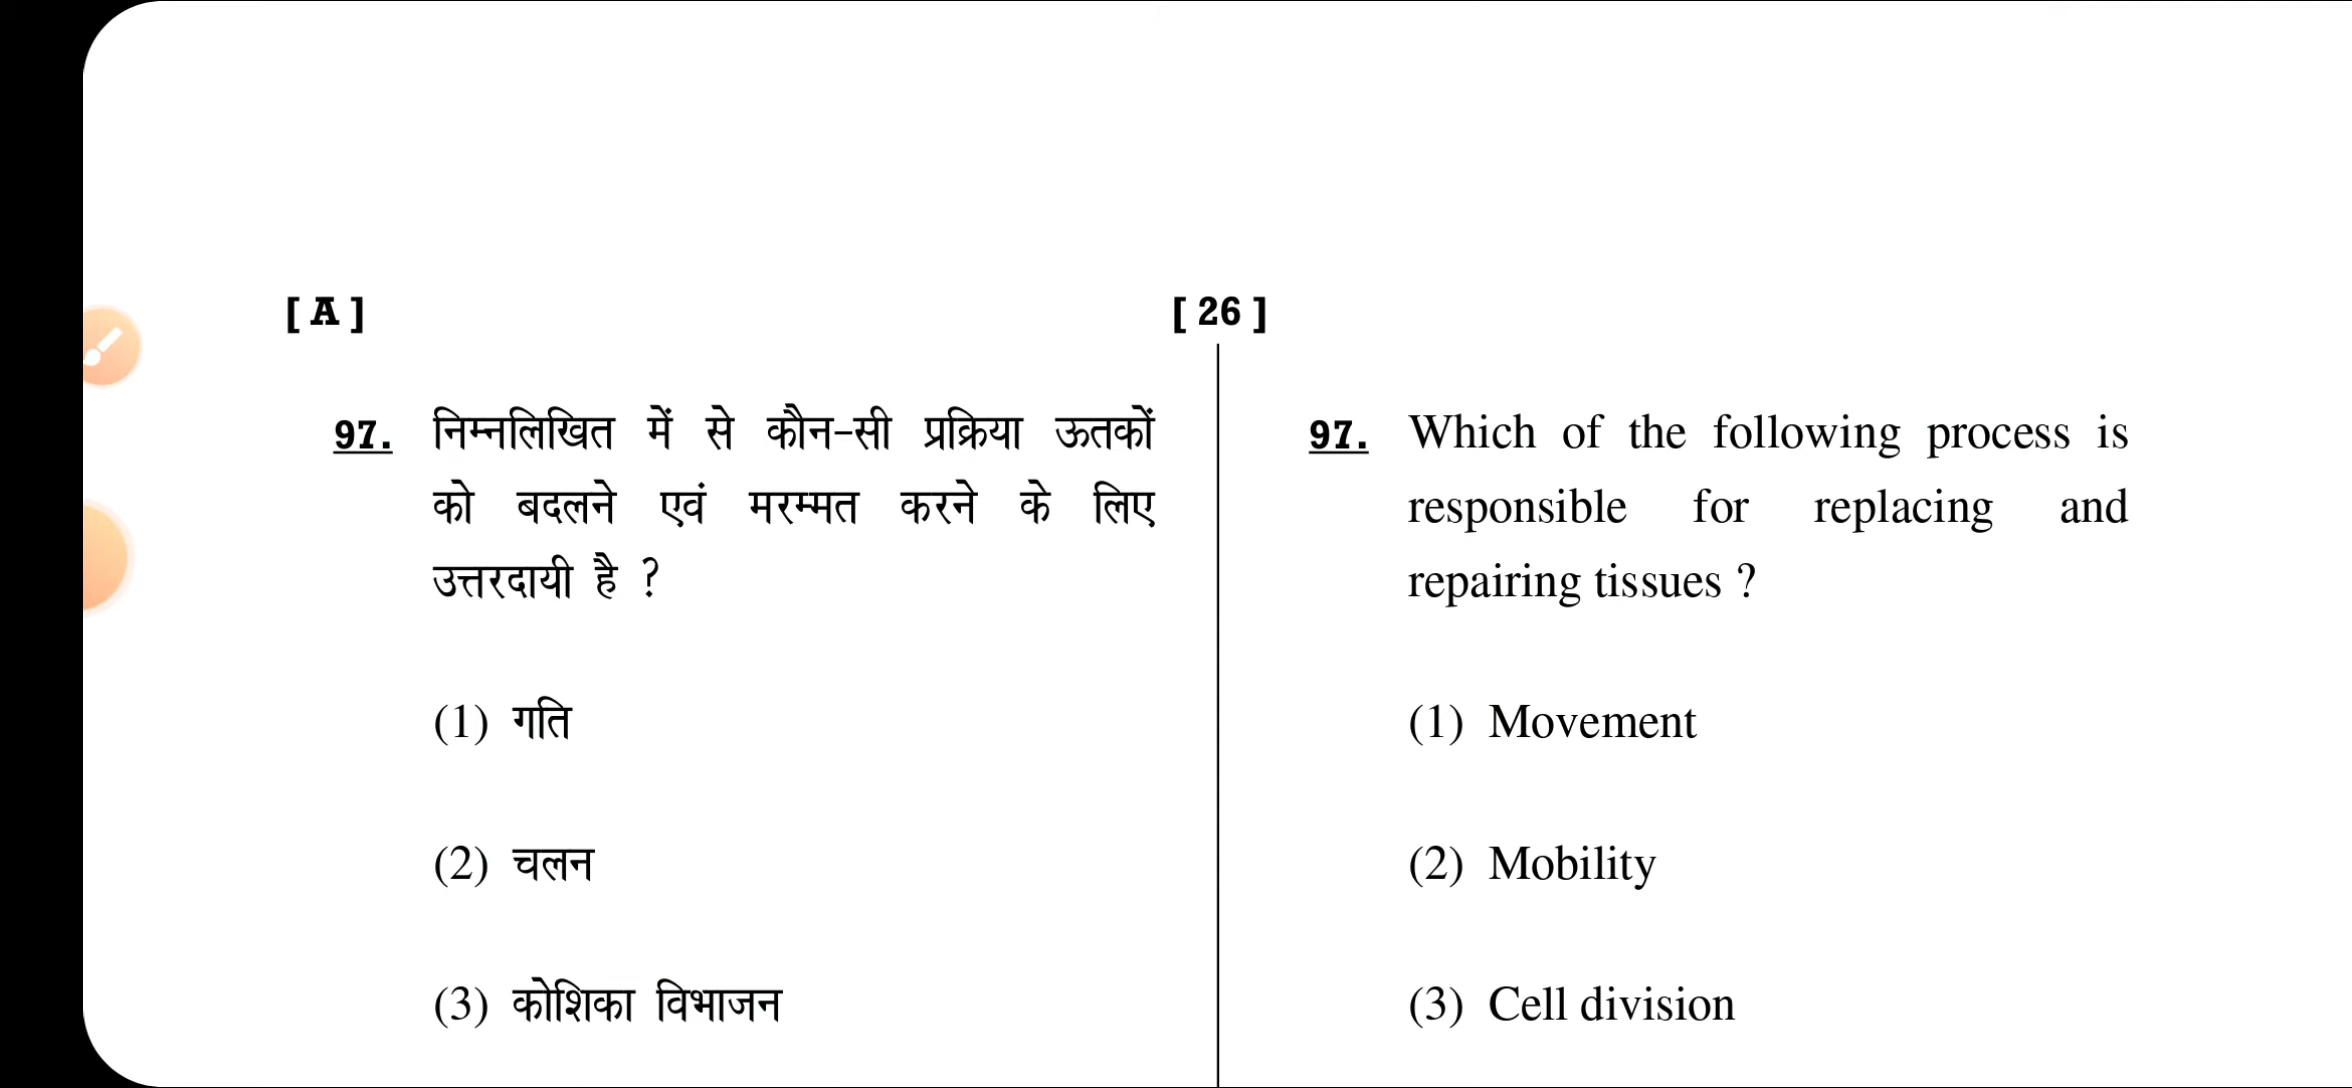 [ A ]
[ 26 ]
97. निम्नलिखित में से कौन-सी प्रक्रिया ऊतकों
को बदलने एवं मरम्मत करने के लिए
उत्तरदायी है ?
(1) गति
(2) चलन
(3) कोशिका विभाजन
97. Which of the following process is
responsible for replacing and
repairing tissues ?
(1) Movement
(2) Mobility
(3) Cell division